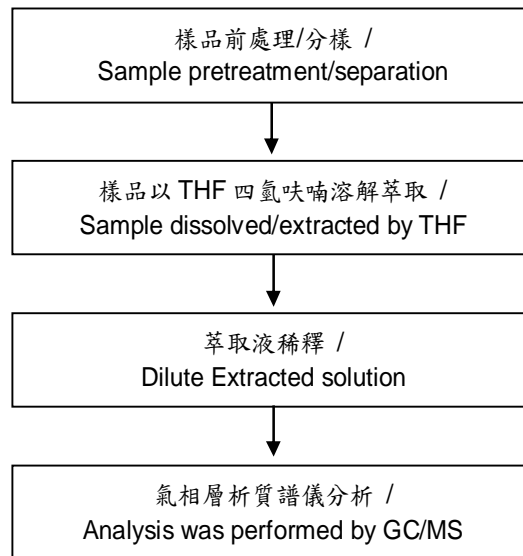 樣品前處理/分樣 /
Sample pretreatment/separation
樣品以 THF 四氫呋喃溶解萃取 /
Sample dissolved/extracted by THF
萃取液稀釋 /
Dilute Extracted solution
氣相層析質譜儀分析 /
Analysis was performed by GC/MS